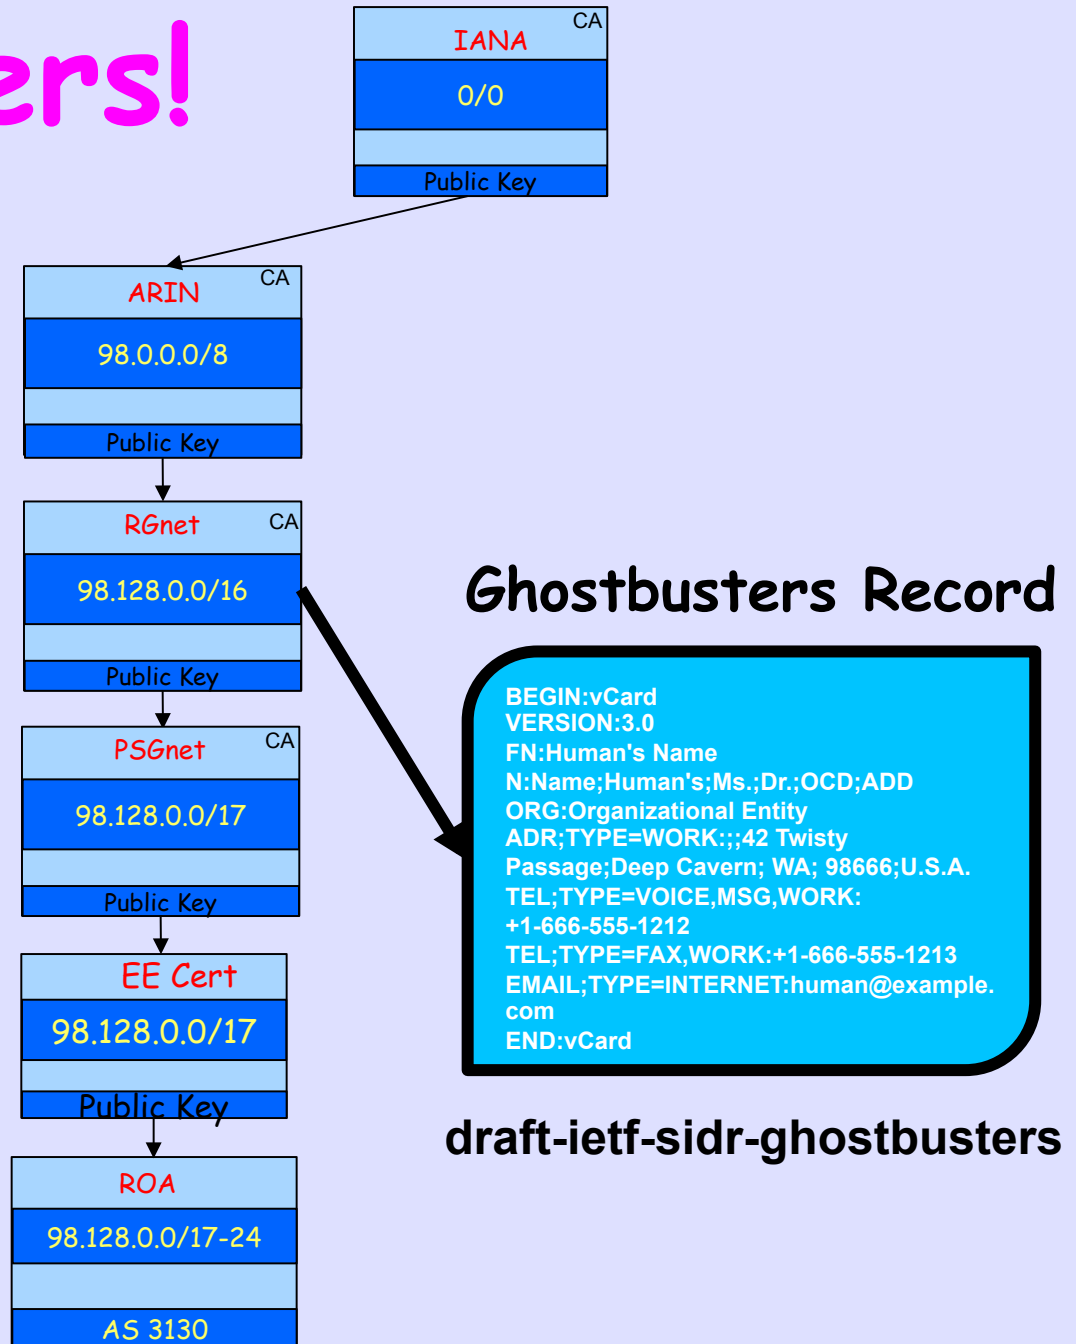 ers!
IANA
CA
0/0
Public Key
ARIN
CA
98.0.0.0/8
Public Key
RGnet
CA
98.128.0.0/16
Public Key
PSGnet
CA
98.128.0.0/17
Public Key
EE Cert
98.128.0.0/17
Public Key
ROA
98.128.0.0/17-24
AS 3130
Ghostbusters Record
BEGIN:vCard
VERSION:3.0
FN:Human's Name
N:Name;Human's;Ms.;Dr.;OCD;ADD
ORG:Organizational Entity
ADR;TYPE=WORK:;;42 Twisty
Passage;Deep Cavern; WA; 98666;U.S.A.
TEL;TYPE=VOICE,MSG,WORK:
+1-666-555-1212
TEL;TYPE=FAX,WORK:+1-666-555-1213
EMAIL;TYPE=INTERNET:human@example.
com
END:vCard
draft-ietf-sidr-ghostbusters